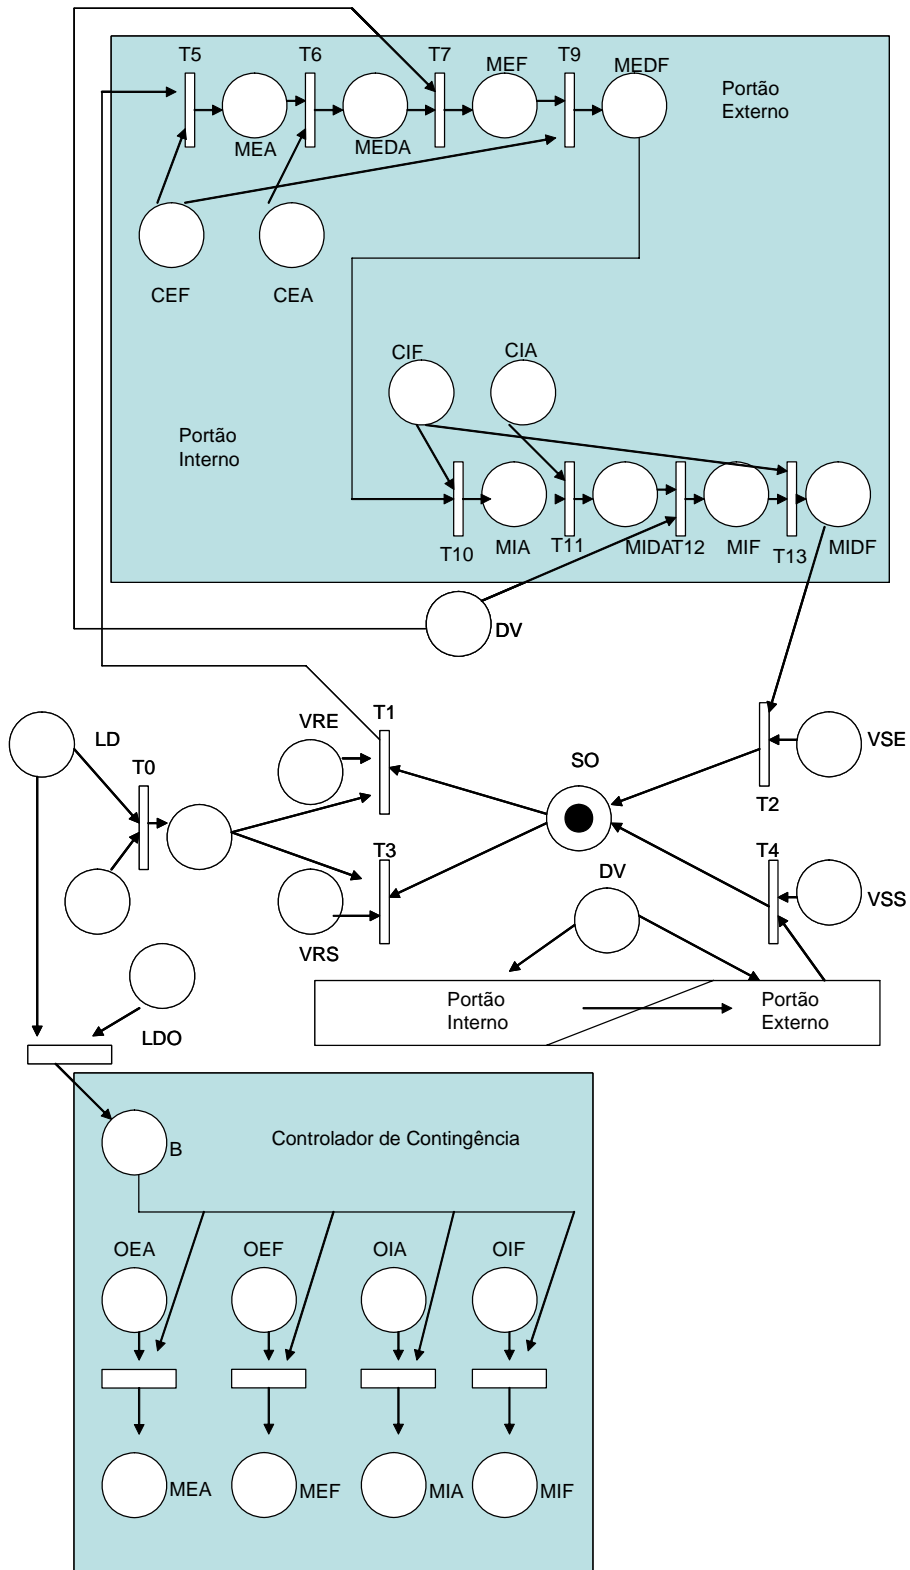 T5
T6
T7
MEF
T9
MEDF
Portão
Externo
MEA
MEDA
CEF
CEA
CIF
CIA
Portão
Interno
T10
MIA
T11
MIDA
T12
MIF
T13
MIDF
DV
LD
T0
VRE
T1
SO
T2
VSE
T3
VRS
DV
T4
VSS
LDO
Portão
Interno
Portão
Externo
B
Controlador de Contingência
OEA
OEF
OIA
OIF
MEA
MEF
MIA
MIF